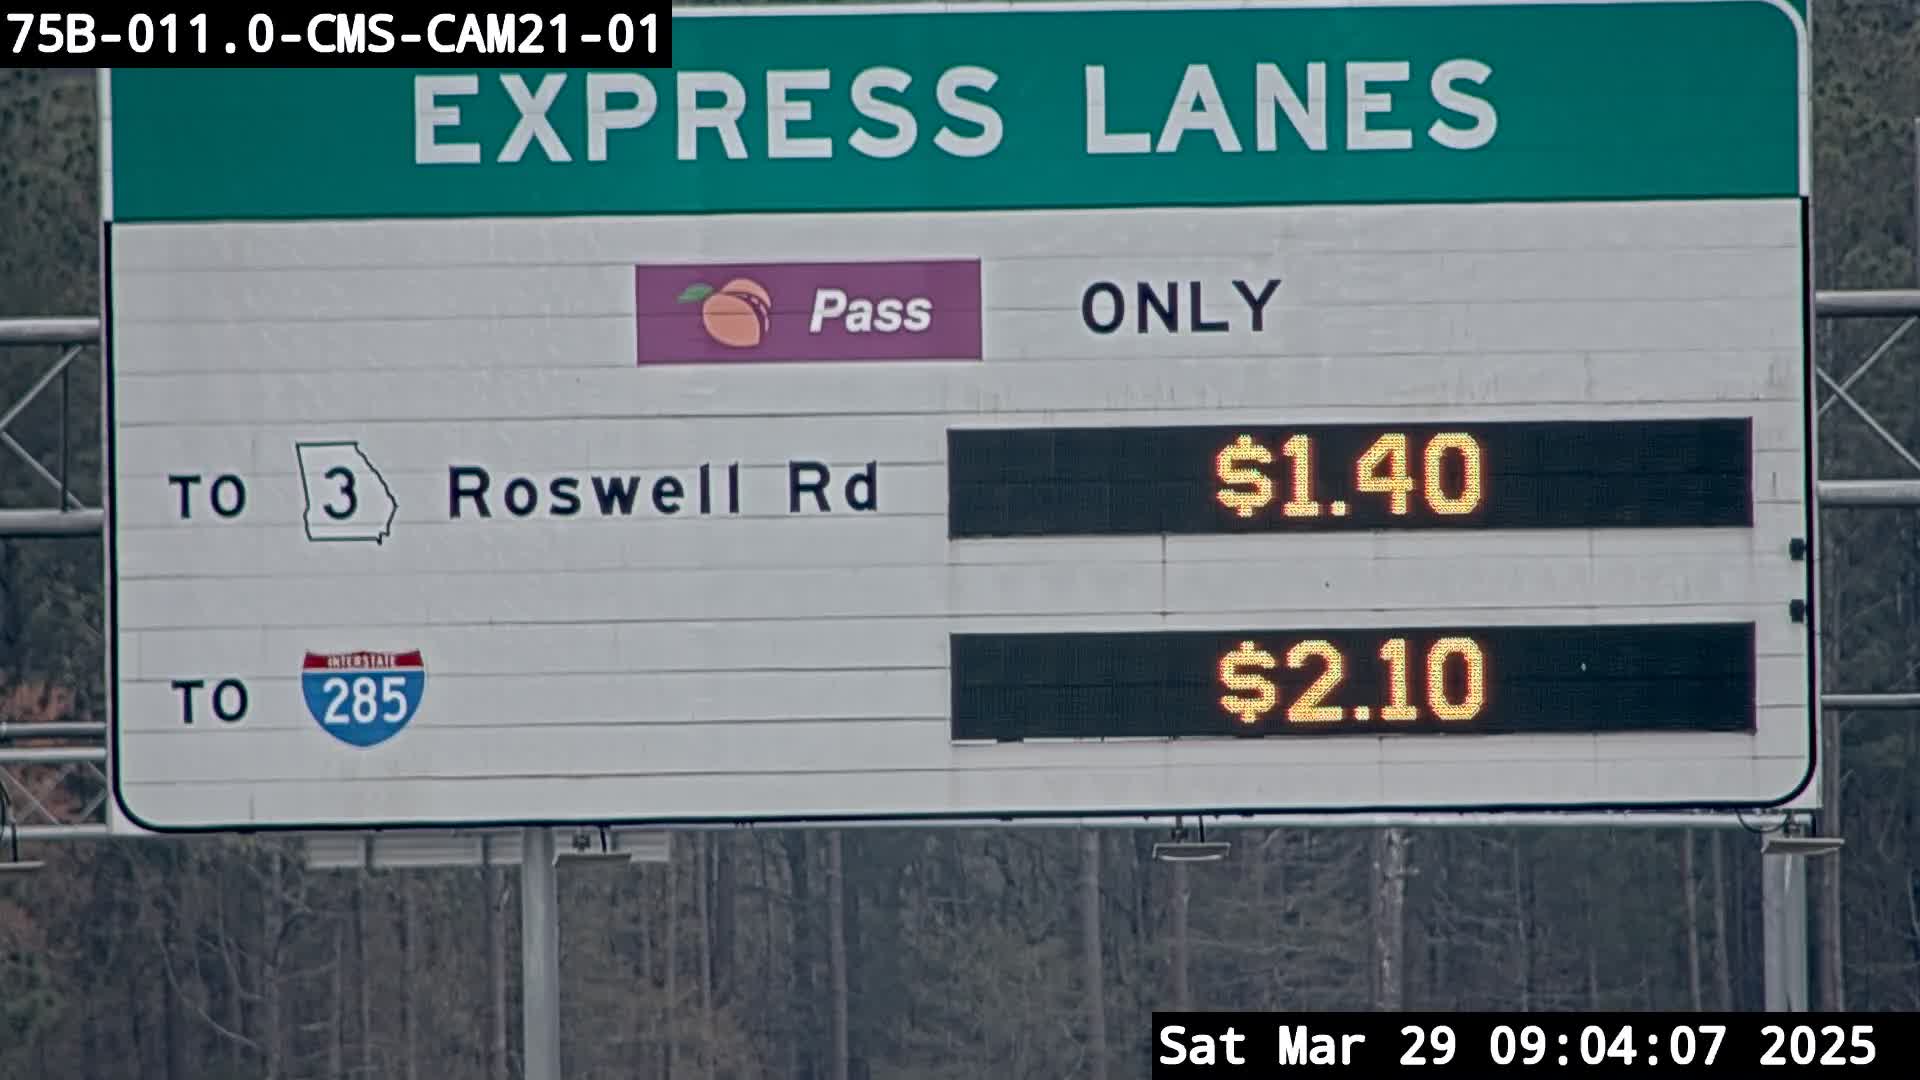 75B-011.0-CMS-CAM21-01
EXPRESS LANES
Pass ONLY
TO 3 Roswell Rd $1.40
TO INTERSTATE 285 $2.10
Sat Mar 29 09:04:07 2025